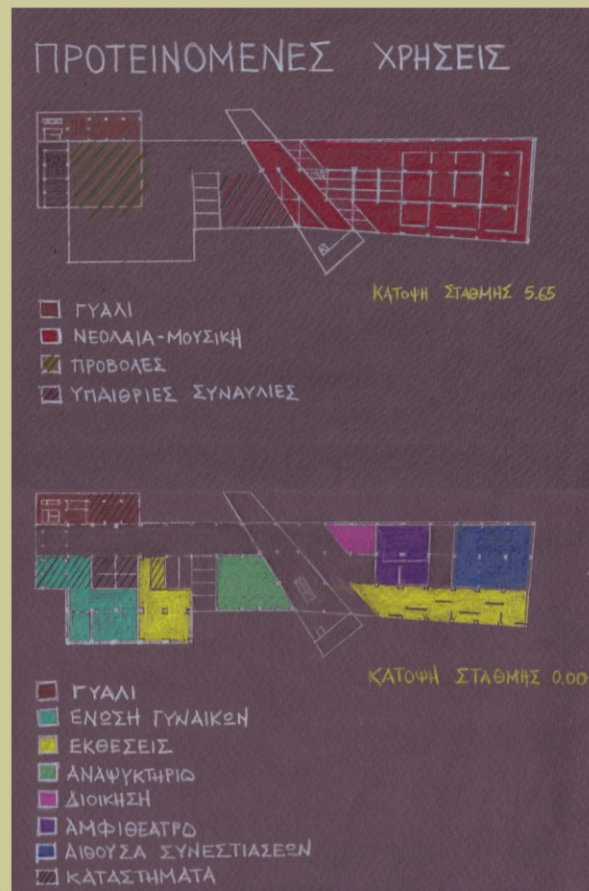 ΠΡΟΤΕΙΝΟΜΕΝΕΣ ΧΡΗΣΕΙΣ
ΚΑΤΟΨΗ ΣΤΑΘΜΗΣ 5.65
ΓΥΑΛΙ
ΝΕΟΛΑΙΑ-ΜΟΥΣΙΚΗ
ΠΡΟΒΟΛΕΣ
ΥΠΑΙΘΡΙΕΣ ΣΥΝΑΥΛΙΕΣ
ΚΑΤΟΨΗ ΣΤΑΘΜΗΣ 0.00
ΓΥΑΛΙ
ΕΝΩΣΗ ΓΥΝΑΙΚΩΝ
ΕΚΘΕΣΕΙΣ
ΑΝΑΨΥΚΤΗΡΙΟ
ΔΙΟΙΚΗΣΗ
ΑΜΦΙΘΕΑΤΡΟ
ΑΙΘΟΥΣΑ ΣΥΝΕΣΤΙΑΣΕΩΝ
ΚΑΤΑΣΤΗΜΑΤΑ